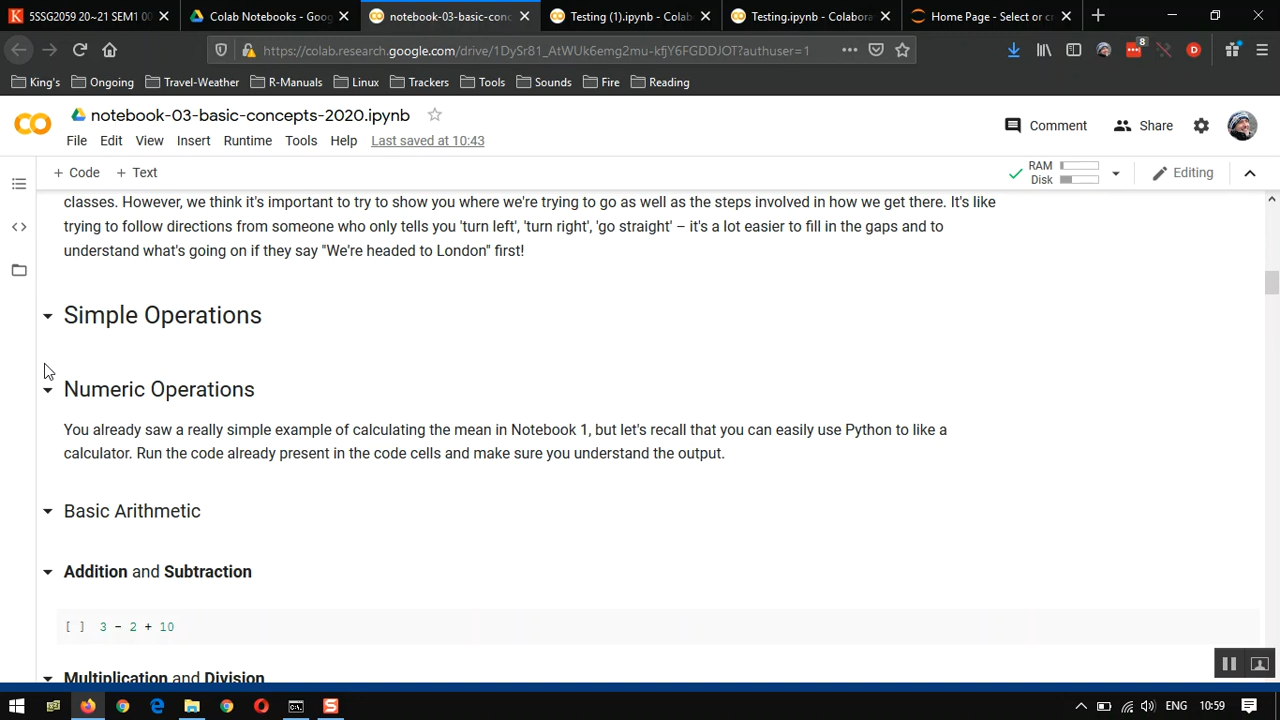 5SSG2059 20~21 SEM1 00
Colab Notebooks - Goog
notebook-03-basic-conc
Testing (1).ipynb - Colab
Testing.ipynb - Colabora
Home Page - Select or cr
https://colab.research.google.com/drive/1DySr81_AtWUk6emg2mu-kfjY6FGDDJOT?authuser=1
8
D
King's
Ongoing
Travel-Weather
R-Manuals
Linux
Trackers
Tools
Sounds
Fire
Reading
notebook-03-basic-concepts-2020.ipynb
File Edit View Insert Runtime Tools Help Last saved at 10:43
Comment
Share
+ Code + Text
RAM
Disk
Editing
classes. However, we think it's important to try to show you where we're trying to go as well as the steps involved in how we get there. It's like
trying to follow directions from someone who only tells you 'turn left', 'turn right', 'go straight' – it's a lot easier to fill in the gaps and to
understand what's going on if they say "We're headed to London" first!
Simple Operations
Numeric Operations
You already saw a really simple example of calculating the mean in Notebook 1, but let's recall that you can easily use Python to like a
calculator. Run the code already present in the code cells and make sure you understand the output.
Basic Arithmetic
Addition and Subtraction
[ ] 3 - 2 + 10
Multiplication and Division
ENG 10:59